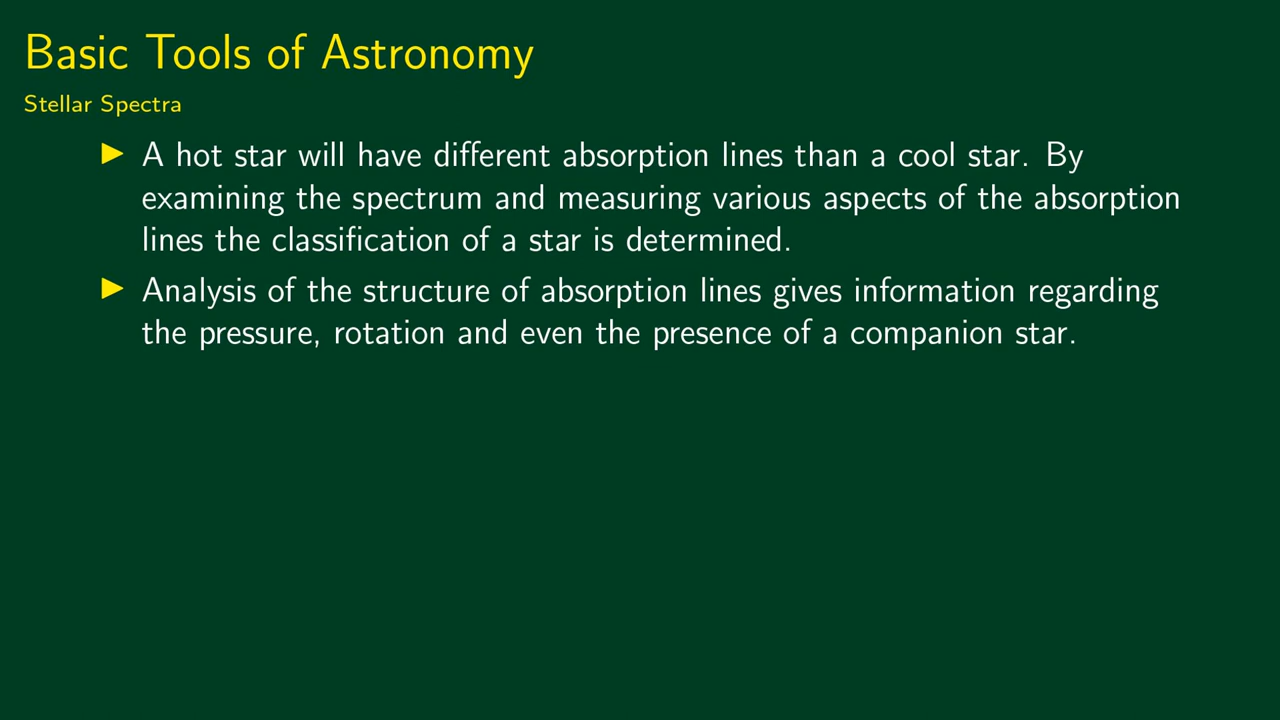 Basic Tools of Astronomy
Stellar Spectra
▶ A hot star will have different absorption lines than a cool star. By
examining the spectrum and measuring various aspects of the absorption
lines the classification of a star is determined.
▶ Analysis of the structure of absorption lines gives information regarding
the pressure, rotation and even the presence of a companion star.